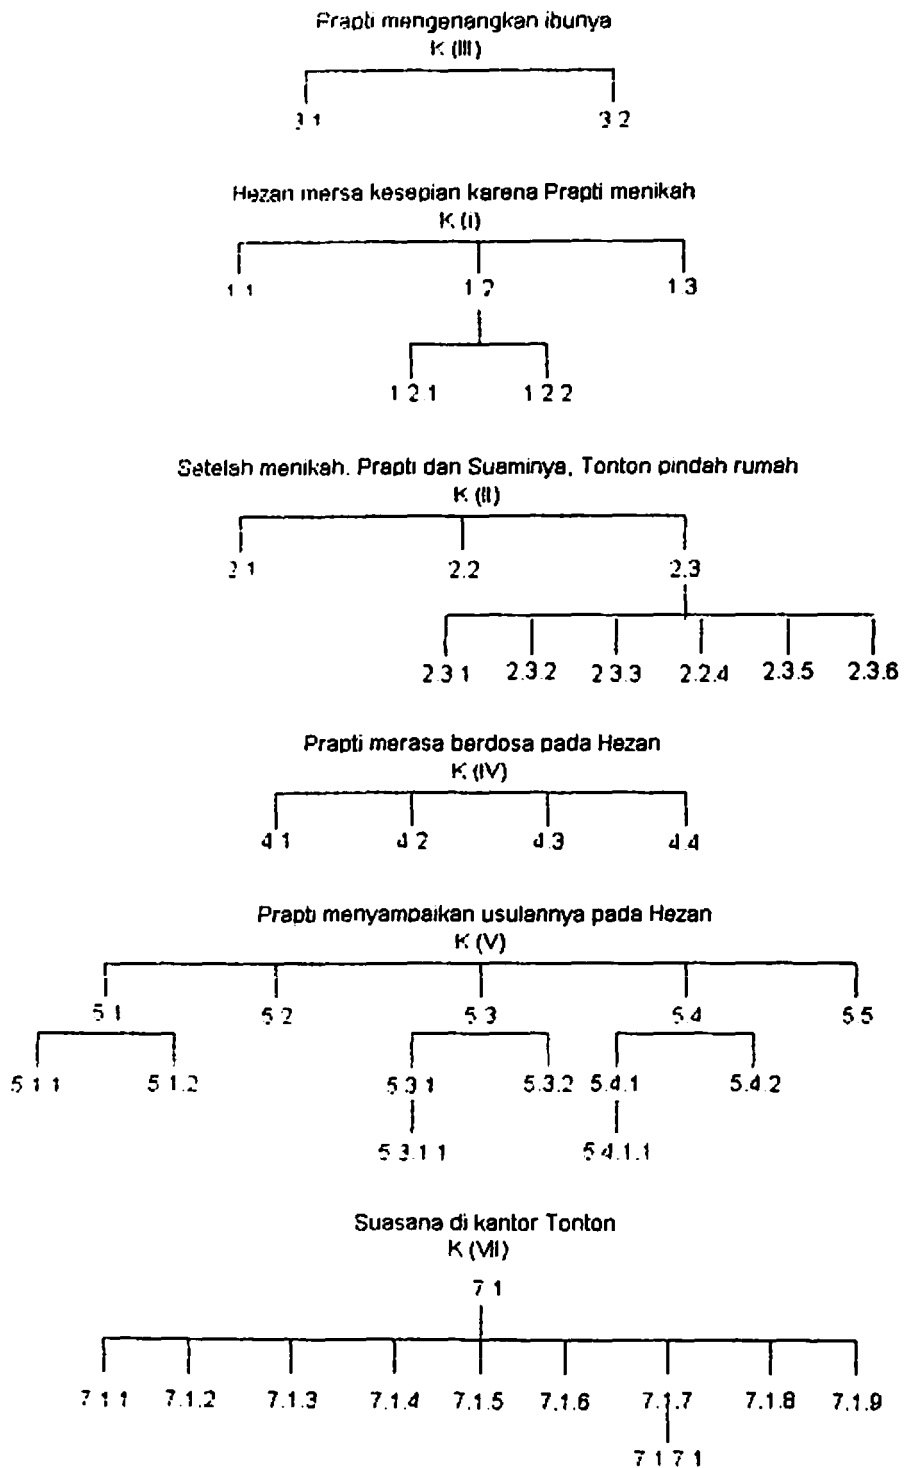 Prapti mengenangkan ibunya
K (III)
3.1 3.2
Hezan mersa kesepian karena Prapti menikah
K (I)
1.1 1.2 1.3
1.2.1 1.2.2
Setelah menikah. Prapti dan Suaminya, Tonton pindah rumah
K (II)
2.1 2.2 2.3
2.3.1 2.3.2 2.3.3 2.2.4 2.3.5 2.3.6
Prapti merasa berdosa pada Hezan
K (IV)
4.1 4.2 4.3 4.4
Prapti menyampaikan usulannya pada Hezan
K (V)
5.1 5.2 5.3 5.4 5.5
5.1.1 5.1.2 5.3.1 5.3.2 5.4.1 5.4.2
5.3.1.1 5.4.1.1
Suasana di kantor Tonton
K (VII)
7.1
7.1.1 7.1.2 7.1.3 7.1.4 7.1.5 7.1.6 7.1.7 7.1.8 7.1.9
7.1.7.1